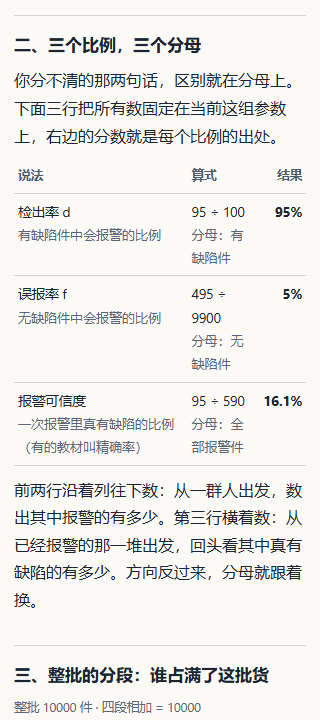 二、三个比例，三个分母
你分不清的那两句话，区别就在分母上。
下面三行把所有数固定在当前这组参数
上，右边的分数就是每个比例的出处。
说法 算式 结果
检出率 d 95 ÷ 100 95%
有缺陷件中会报警的比例 分母：有
缺陷件
误报率 f 495 ÷ 5%
无缺陷件中会报警的比例 9900
分母：无
缺陷件
报警可信度 95 ÷ 590 16.1%
一次报警里真有缺陷的比例 分母：全
（有的教材叫精确率） 部报警件
前两行沿着列往下数：从一群人出发，数
出其中报警的有多少。第三行横着数：从
已经报警的那一堆出发，回头看其中真有
缺陷的有多少。方向反过来，分母就跟着
换。
三、整批的分段：谁占满了这批货
整批 10000 件 · 四段相加 = 10000